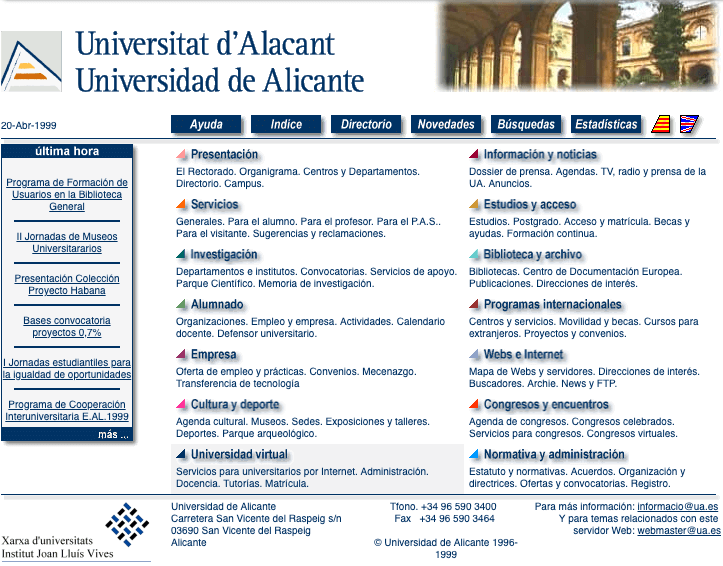 Universitat d'Alacant
Universidad de Alicante
20-Abr-1999
Ayuda
Indice
Directorio
Novedades
Búsquedas
Estadísticas
última hora
Programa de Formación de
Usuarios en la Biblioteca
General
II Jornadas de Museos
Universitararios
Presentación Colección
Proyecto Habana
Bases convocatoria
proyectos 0,7%
I Jornadas estudiantiles para
la igualdad de oportunidades
Programa de Cooperación
Interuniversitaria E.AL.1999
más ...
Presentación
El Rectorado. Organigrama. Centros y Departamentos.
Directorio. Campus.
Servicios
Generales. Para el alumno. Para el profesor. Para el P.A.S..
Para el visitante. Sugerencias y reclamaciones.
Investigación
Departamentos e institutos. Convocatorias. Servicios de apoyo.
Parque Científico. Memoria de investigación.
Alumnado
Organizaciones. Empleo y empresa. Actividades. Calendario
docente. Defensor universitario.
Empresa
Oferta de empleo y prácticas. Convenios. Mecenazgo.
Transferencia de tecnología
Cultura y deporte
Agenda cultural. Museos. Sedes. Exposiciones y talleres.
Deportes. Parque arqueológico.
Universidad virtual
Servicios para universitarios por Internet. Administración.
Docencia. Tutorías. Matrícula.
Información y noticias
Dossier de prensa. Agendas. TV, radio y prensa de la
UA. Anuncios.
Estudios y acceso
Estudios. Postgrado. Acceso y matrícula. Becas y
ayudas. Formación continua.
Biblioteca y archivo
Bibliotecas. Centro de Documentación Europea.
Publicaciones. Direcciones de interés.
Programas internacionales
Centros y servicios. Movilidad y becas. Cursos para
extranjeros. Proyectos y convenios.
Webs e Internet
Mapa de Webs y servidores. Direcciones de interés.
Buscadores. Archie. News y FTP.
Congresos y encuentros
Agenda de congresos. Congresos celebrados.
Servicios para congresos. Congresos virtuales.
Normativa y administración
Estatuto y normativas. Acuerdos. Organización y
directrices. Ofertas y convocatorias. Registro.
Xarxa d'universitats
Institut Joan Lluís Vives
Universidad de Alicante
Carretera San Vicente del Raspeig s/n
03690 San Vicente del Raspeig
Alicante
Tfono. +34 96 590 3400
Fax +34 96 590 3464
© Universidad de Alicante 1996-
1999
Para más información: informacio@ua.es
Y para temas relacionados con este
servidor Web: webmaster@ua.es